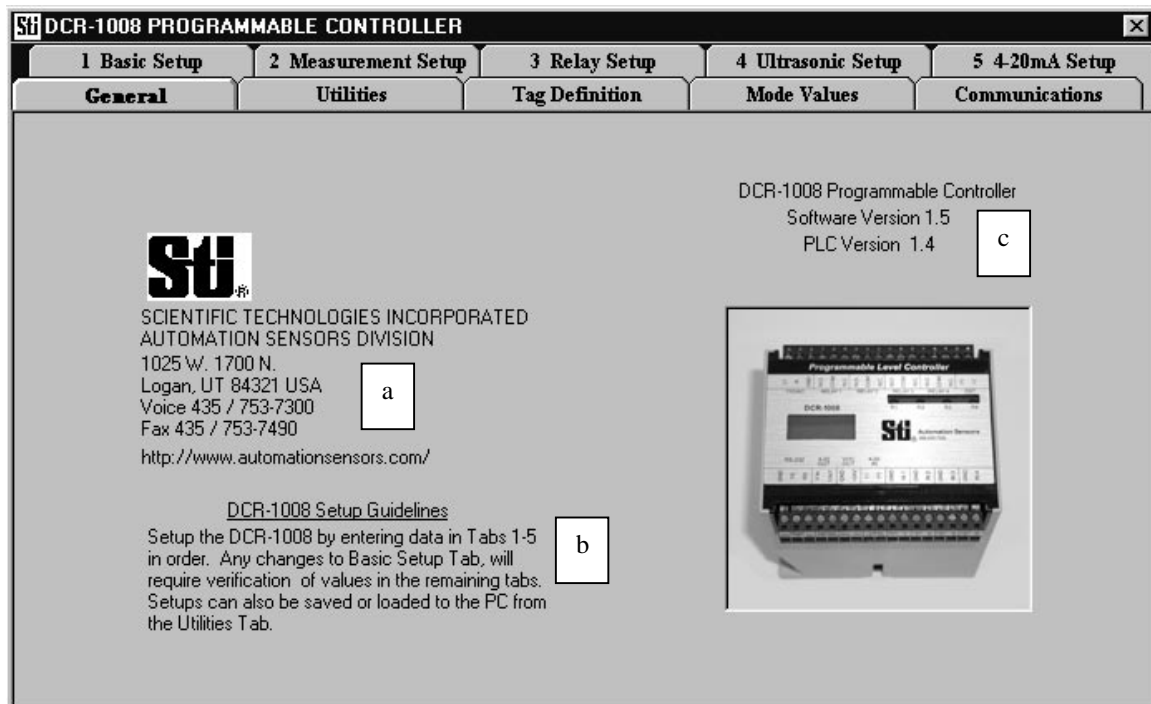 Sti DCR-1008 PROGRAMMABLE CONTROLLER
1 Basic Setup 2 Measurement Setup 3 Relay Setup 4 Ultrasonic Setup 5 4-20mA Setup
General Utilities Tag Definition Mode Values Communications
DCR-1008 Programmable Controller
Software Version 1.5
PLC Version 1.4
c
Sti®
SCIENTIFIC TECHNOLOGIES INCORPORATED
AUTOMATION SENSORS DIVISION
1025 W. 1700 N.
Logan, UT 84321 USA
Voice 435 / 753-7300
Fax 435 / 753-7490
http://www.automationsensors.com/
a
DCR-1008 Setup Guidelines
Setup the DCR-1008 by entering data in Tabs 1-5
in order. Any changes to Basic Setup Tab, will
require verification of values in the remaining tabs.
Setups can also be saved or loaded to the PC from
the Utilities Tab.
b
Programmable Level Controller
DCR-1008
Sti Automation Sensors